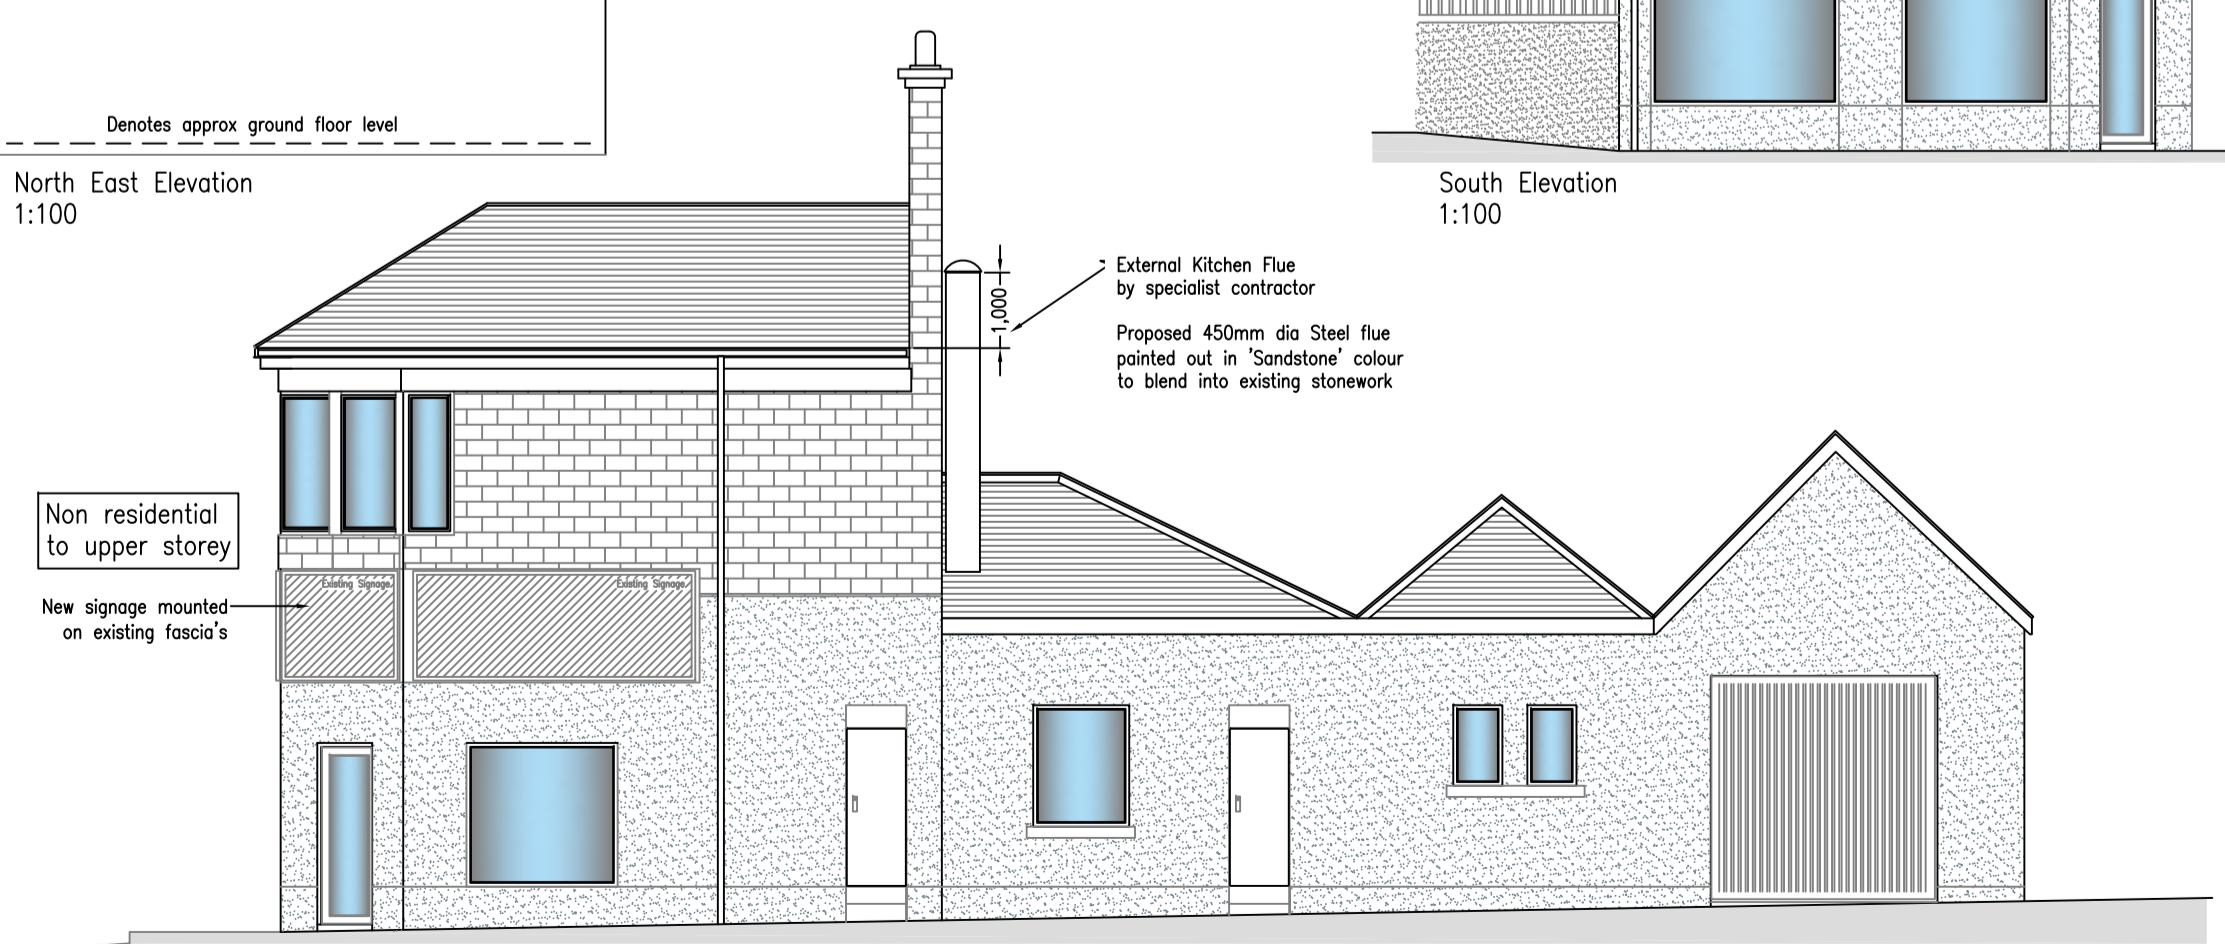 Denotes approx ground floor level
North East Elevation
1:100
South Elevation
1:100
1,000
External Kitchen Flue
by specialist contractor
Proposed 450mm dia Steel flue
painted out in 'Sandstone' colour
to blend into existing stonework
Non residential
to upper storey
Existing Signage
Existing Signage
New signage mounted
on existing fascia's